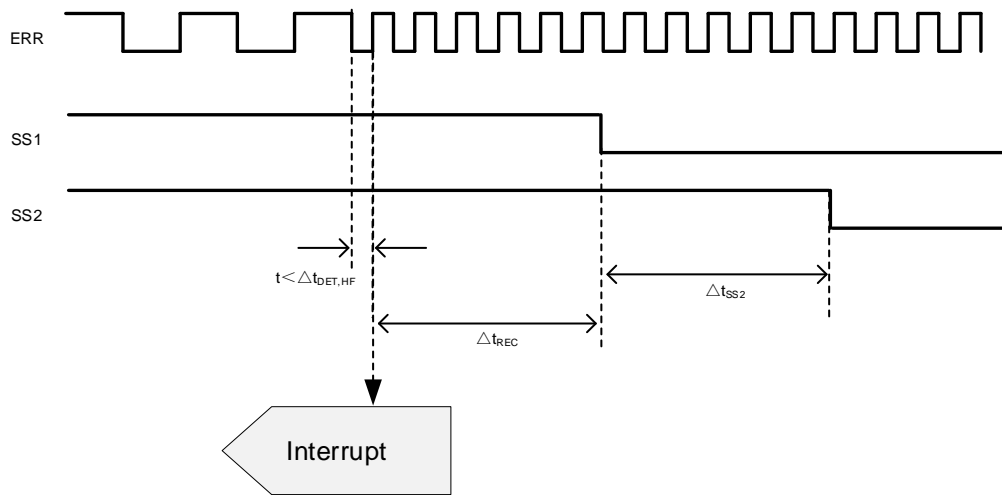 ERR
SS1
SS2
t<△tDET,HF
△tSS2
△tREC
Interrupt